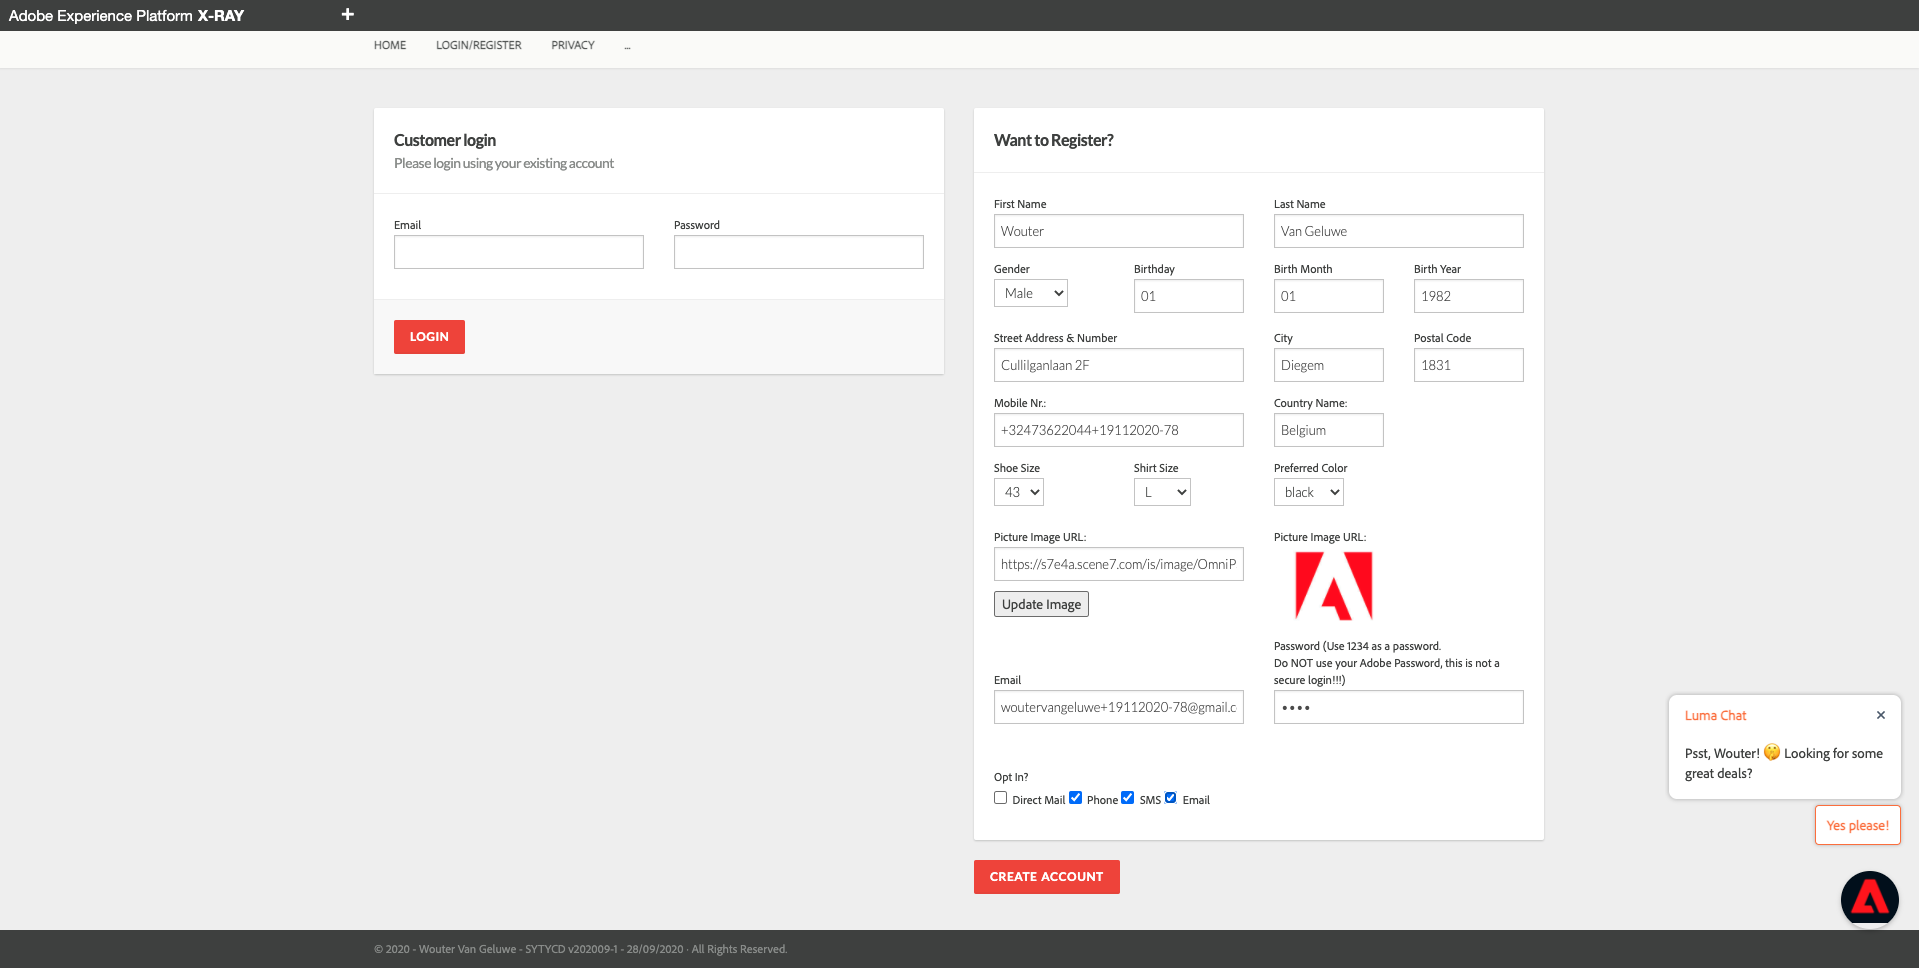 Adobe Experience Platform X-RAY +
HOME LOGIN/REGISTER PRIVACY ...
Customer login
Please login using your existing account
Email Password
LOGIN
Want to Register?
First Name Last Name
Wouter Van Geluwe
Gender Birthday Birth Month Birth Year
Male 01 01 1982
Street Address & Number City Postal Code
Cullilganlaan 2F Diegem 1831
Mobile Nr.: Country Name:
+32473622044+19112020-78 Belgium
Shoe Size Shirt Size Preferred Color
43 L black
Picture Image URL: Picture Image URL:
https://s7e4a.scene7.com/is/image/OmniP
Update Image
Password (Use 1234 as a password.
Do NOT use your Adobe Password, this is not a
secure login!!!)
Email
woutervangeluwe+19112020-78@gmail.c ••••
Opt In?
Direct Mail Phone SMS Email
CREATE ACCOUNT
Luma Chat ×
Psst, Wouter! 🤫 Looking for some
great deals?
Yes please!
© 2020 - Wouter Van Geluwe - SYTYCD v202009-1 - 28/09/2020 · All Rights Reserved.